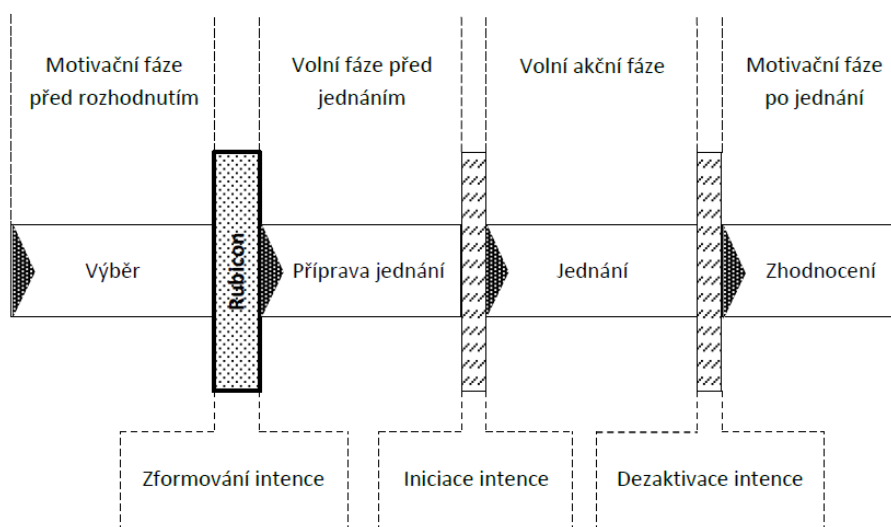 Motivační fáze
před rozhodnutím
Volní fáze před
jednáním
Volní akční fáze
Motivační fáze
po jednání
Výběr
Rubicon
Příprava jednání
Jednání
Zhodnocení
Zformování intence
Iniciace intence
Dezaktivace intence